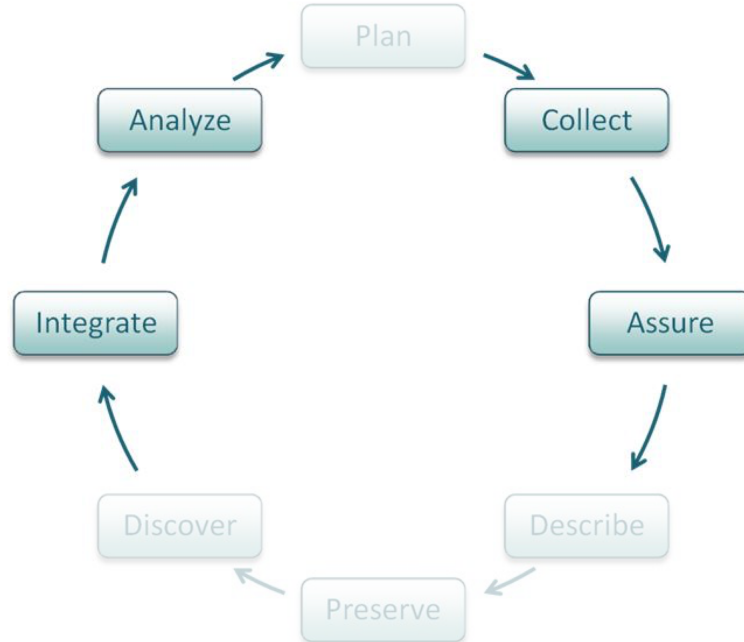 Plan
Collect
Assure
Describe
Preserve
Discover
Integrate
Analyze